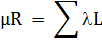 μR = ∑ λL